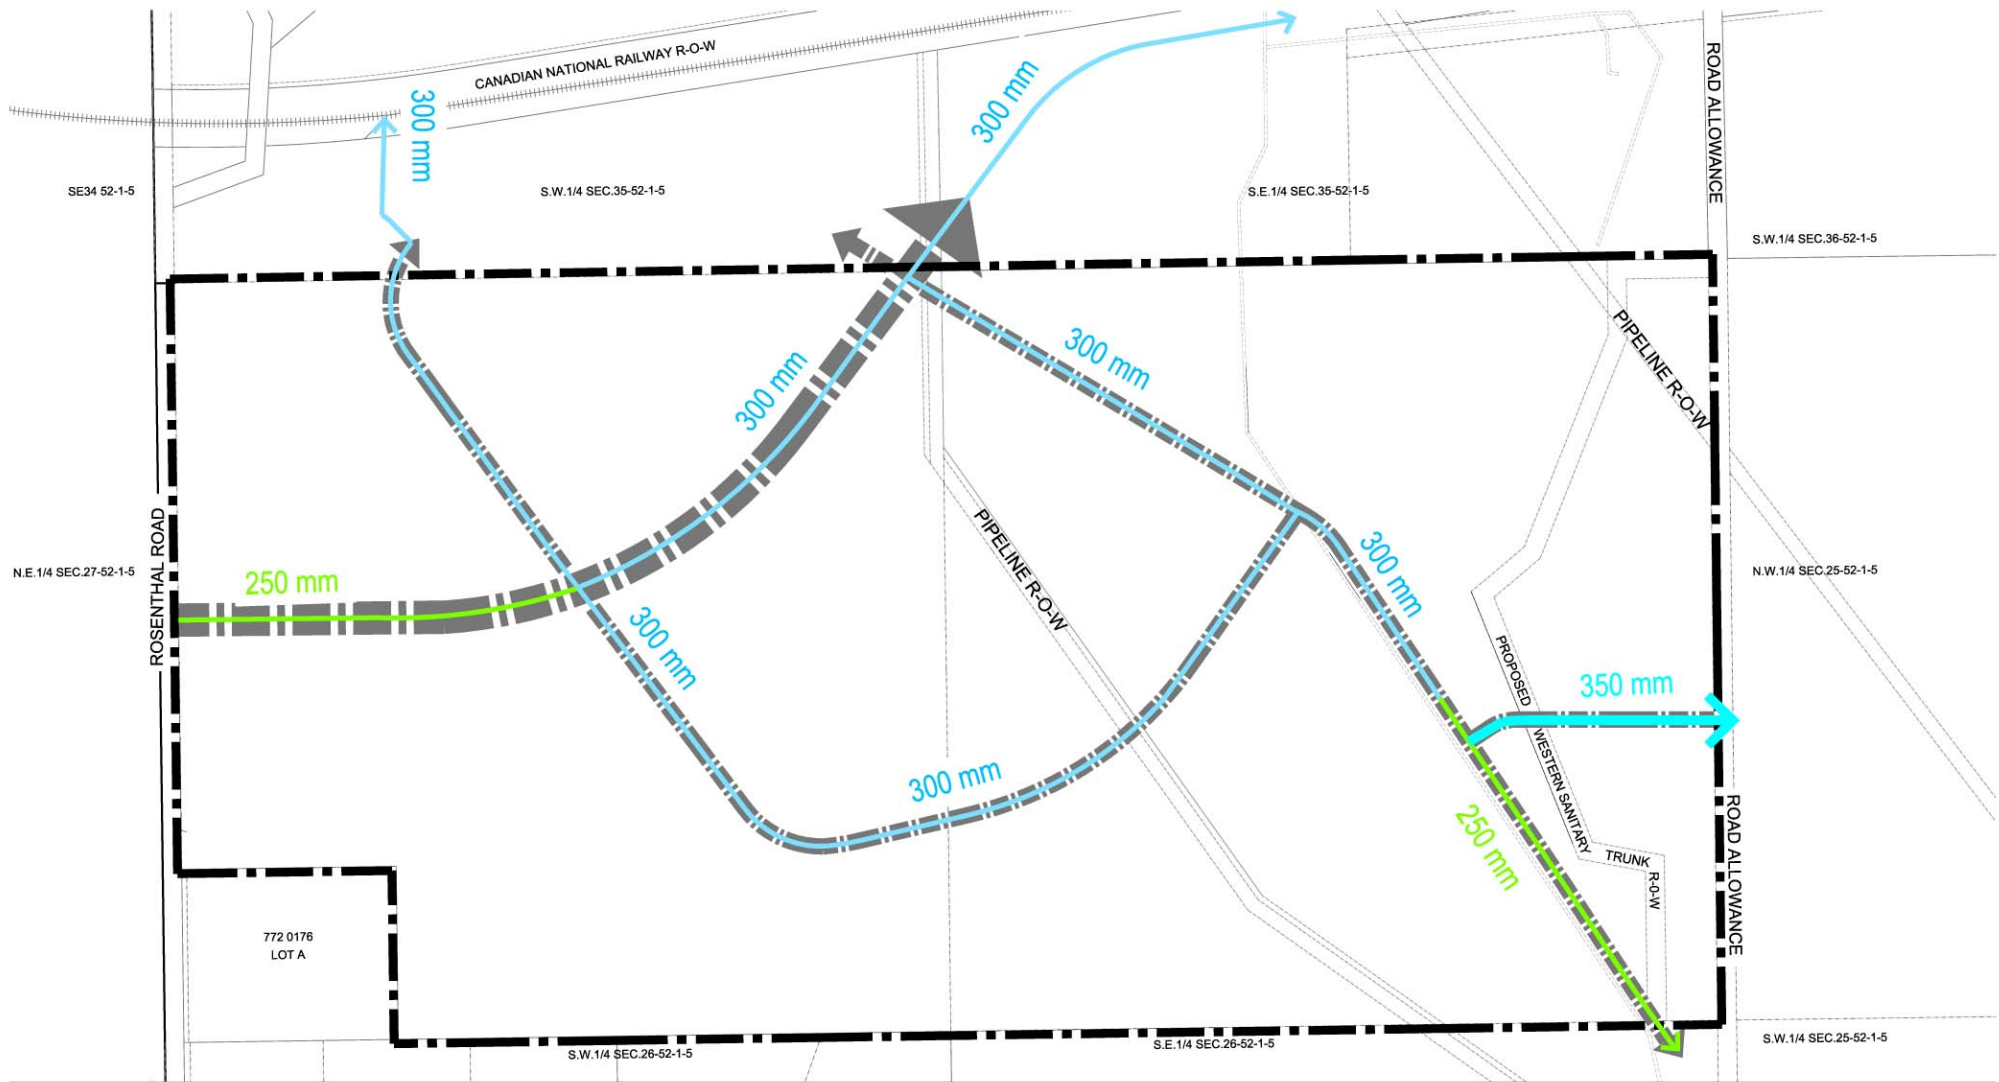 CANADIAN NATIONAL RAILWAY R-O-W
300 mm
300 mm
ROAD ALLOWANCE
SE34 52-1-5
S.W.1/4 SEC.35-52-1-5
S.E.1/4 SEC.35-52-1-5
S.W.1/4 SEC.36-52-1-5
300 mm
300 mm
PIPELINE R-O-W
ROSENTHAL ROAD
N.E.1/4 SEC.27-52-1-5
250 mm
300 mm
PIPELINE R-O-W
300 mm
N.W.1/4 SEC.25-52-1-5
PROPOSED WESTERN SANITARY TRUNK R-O-W
350 mm
300 mm
250 mm
ROAD ALLOWANCE
772 0176
LOT A
S.W.1/4 SEC.26-52-1-5
S.E.1/4 SEC.26-52-1-5
S.W.1/4 SEC.25-52-1-5